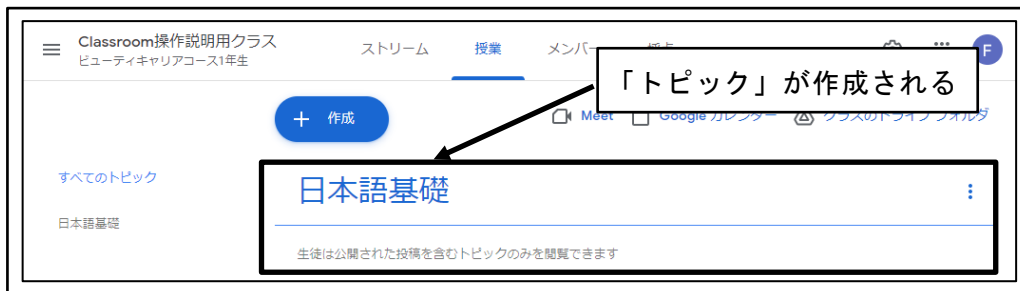 Classroom操作説明用クラス
ビューティキャリアコース1年生
ストリーム 授業 メンバー
F
「トピック」が作成される
+ 作成
Meet Google カレンダー クラスのドライブ フォルダ
すべてのトピック
日本語基礎
日本語基礎
生徒は公開された投稿を含むトピックのみを閲覧できます